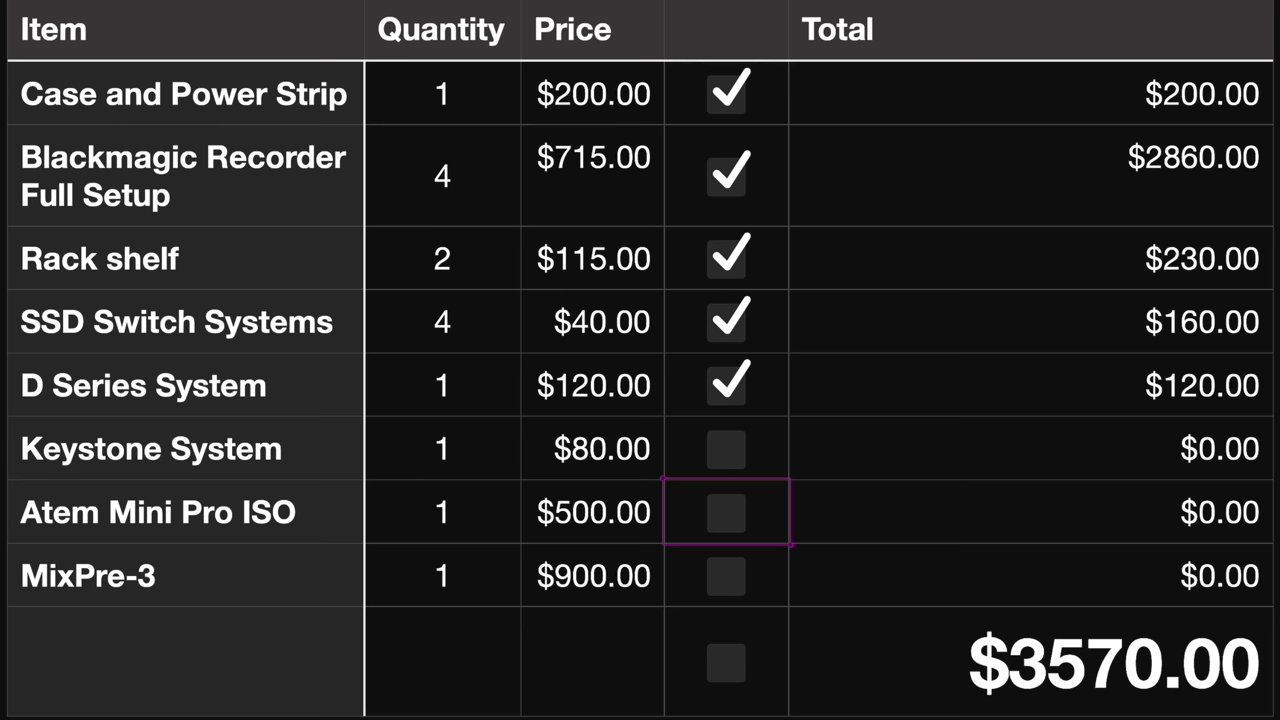 Item Quantity Price Total
Case and Power Strip 1 $200.00 $200.00
Blackmagic Recorder $715.00 $2860.00
Full Setup 4
Rack shelf 2 $115.00 $230.00
SSD Switch Systems 4 $40.00 $160.00
D Series System 1 $120.00 $120.00
Keystone System 1 $80.00 $0.00
Atem Mini Pro ISO 1 $500.00 $0.00
MixPre-3 1 $900.00 $0.00
$3570.00